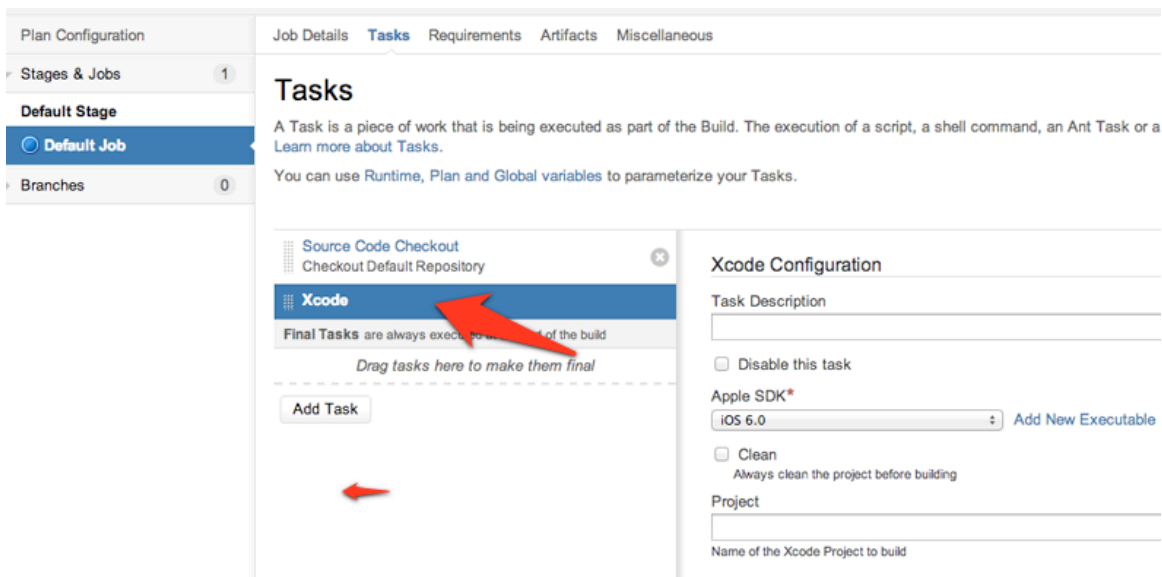 Plan Configuration
Stages & Jobs 1
Default Stage
Default Job
Branches 0
Job Details Tasks Requirements Artifacts Miscellaneous
Tasks
A Task is a piece of work that is being executed as part of the Build. The execution of a script, a shell command, an Ant Task or a
Learn more about Tasks.
You can use Runtime, Plan and Global variables to parameterize your Tasks.
Source Code Checkout
Checkout Default Repository
Xcode
Final Tasks are always of the build
Drag tasks here to make them final
Add Task
Xcode Configuration
Task Description
Disable this task
Apple SDK*
iOS 6.0 Add New Executable
Clean
Always clean the project before building
Project
Name of the Xcode Project to build